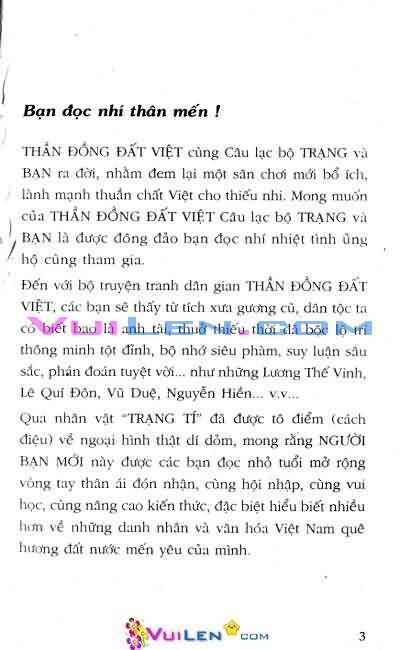 Bạn đọc nhí thân mến !
THẦN ĐỒNG ĐẤT VIỆT cùng Câu lạc bộ TRẠNG và
BẠN ra đời, nhằm đem lại một sân chơi mới bổ ích,
lành mạnh thuần chất Việt cho thiếu nhi. Mong muốn
của THẦN ĐỒNG ĐẤT VIỆT Câu lạc bộ TRẠNG và
BẠN là được đông đảo bạn đọc nhí nhiệt tình ủng
hộ cùng tham gia.
Đến với bộ truyện tranh dân gian THẦN ĐỒNG ĐẤT
VIỆT, các bạn sẽ thấy từ tích xưa gương cũ, dân tộc ta
có biết bao là anh tài, thuở thiếu thời đã bộc lộ trí
thông minh tột đỉnh, bộ nhớ siêu phàm, suy luận sâu
sắc, phán đoán tuyệt vời... như những Lương Thế Vinh,
Lê Quí Đôn, Vũ Duệ, Nguyễn Hiền... v.v...
Qua nhân vật "TRẠNG TÍ" đã được tô điểm (cách
điệu) về ngoại hình thật dí dỏm, mong rằng NGƯỜI
BẠN MỚI này được các bạn đọc nhỏ tuổi mở rộng
vòng tay thân ái đón nhận, cùng hội nhập, cùng vui
học, cùng nâng cao kiến thức, đặc biệt hiểu biết nhiều
hơn về những danh nhân và văn hóa Việt Nam quê
hương đất nước mến yêu của mình.
VUILEN.COM
VUILEN.COM
3